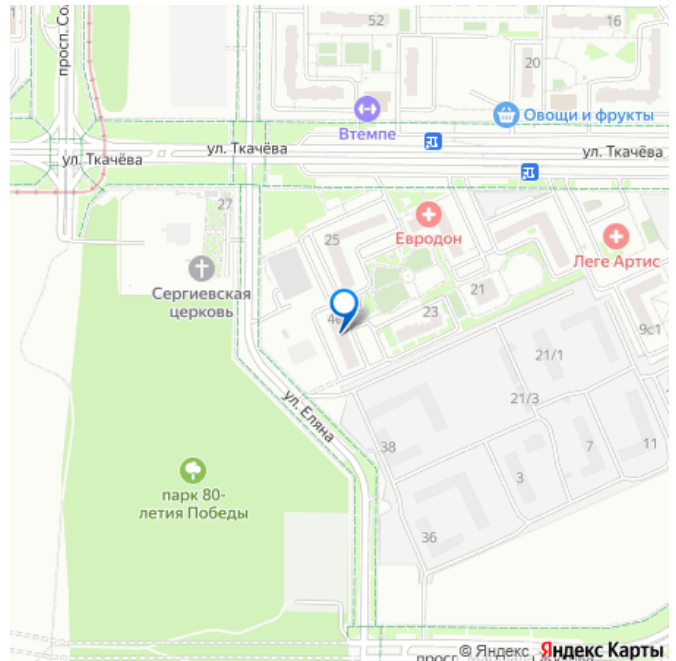 просп. Со
52
16
20
Втемпе
Овощи и фрукты
ул. Ткачёва
ул. Ткачёва
ул. Ткачёва
27
25
Евродон
Леге Артис
Сергиевская
церковь
21
23
9с1
21/1
21/3
ул. Еляна
38
7
11
3
парк 80-
летия Победы
36
© Яндекс
Яндекс Карты
просп.